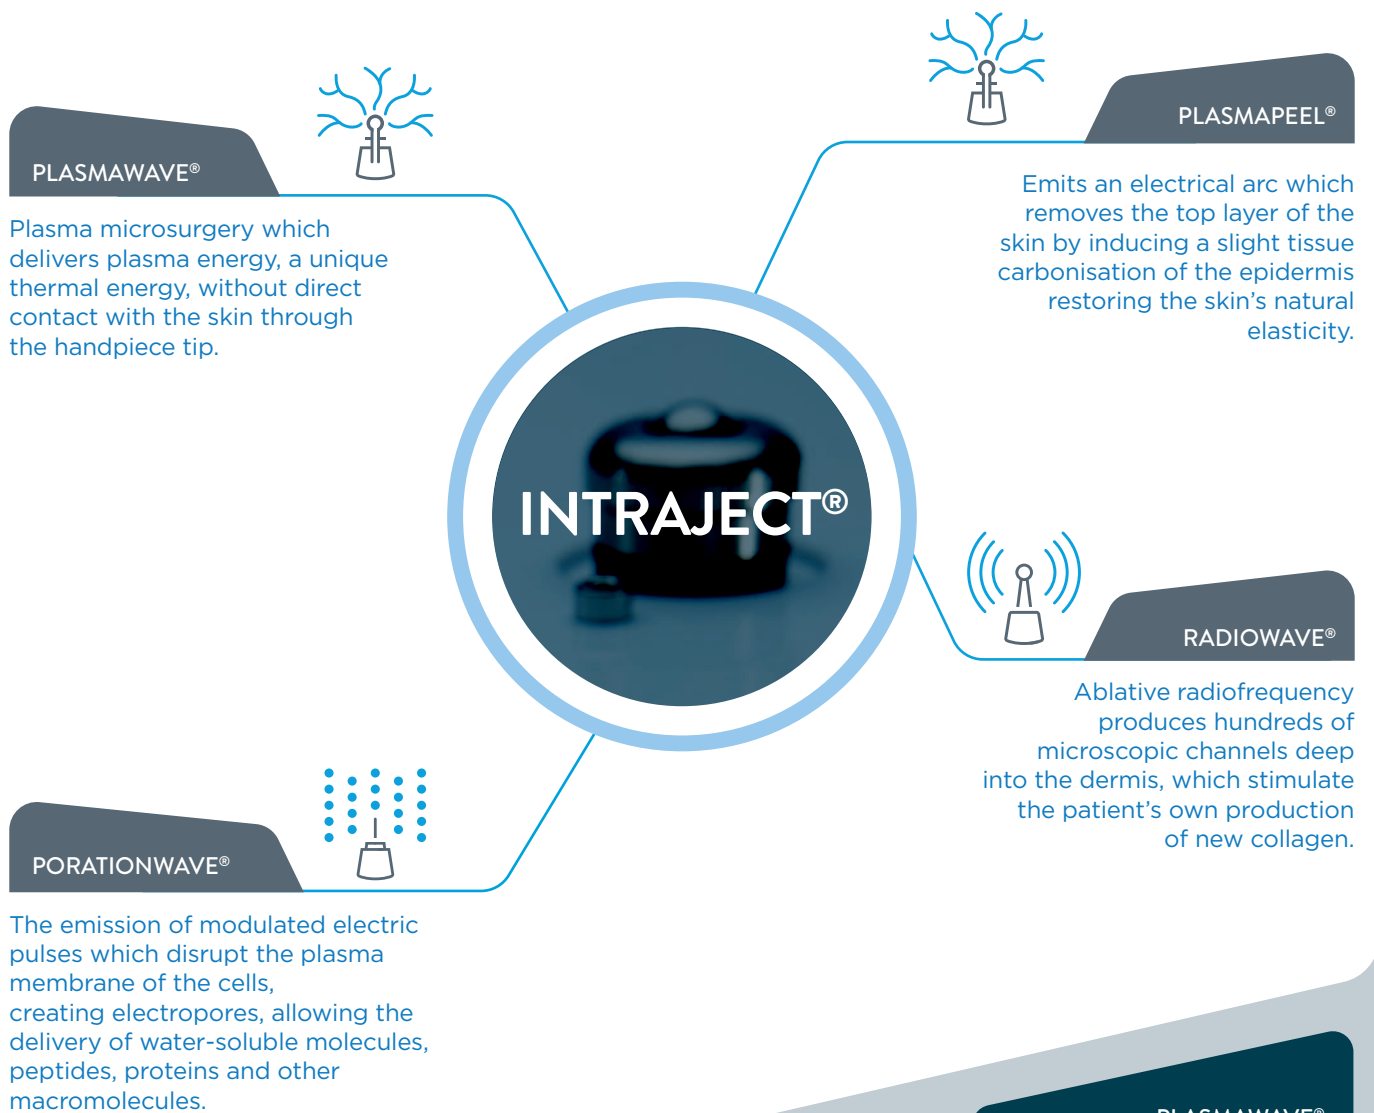 PLASMAWAVE®
Plasma microsurgery which
delivers plasma energy, a unique
thermal energy, without direct
contact with the skin through
the handpiece tip.
PLASMAPEEL®
Emits an electrical arc which
removes the top layer of the
skin by inducing a slight tissue
carbonisation of the epidermis
restoring the skin’s natural
elasticity.
INTRAJECT®
RADIOWAVE®
Ablative radiofrequency
produces hundreds of
microscopic channels deep
into the dermis, which stimulate
the patient’s own production
of new collagen.
PORATIONWAVE®
The emission of modulated electric
pulses which disrupt the plasma
membrane of the cells,
creating electropores, allowing the
delivery of water-soluble molecules,
peptides, proteins and other
macromolecules.
PLASMAWAVE®